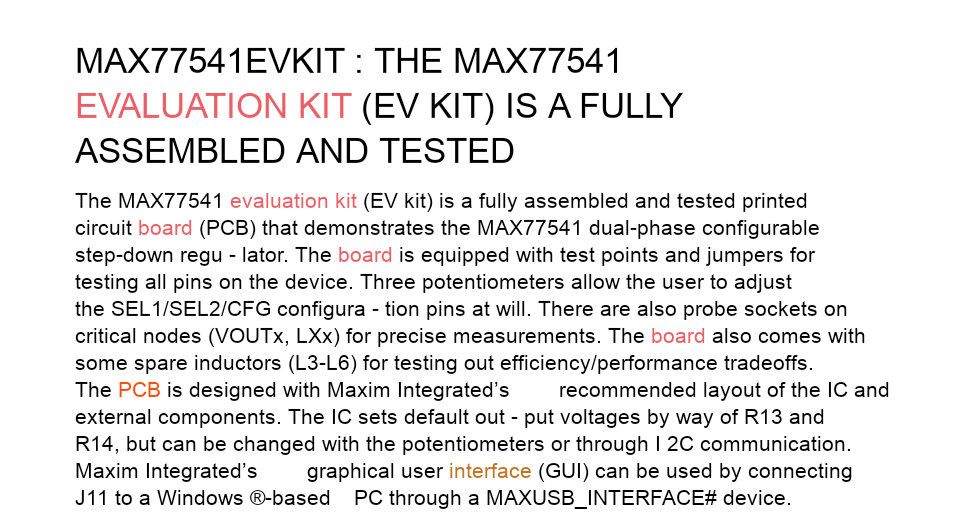 MAX77541EVKIT : THE MAX77541
EVALUATION KIT (EV KIT) IS A FULLY
ASSEMBLED AND TESTED
The MAX77541 evaluation kit (EV kit) is a fully assembled and tested printed
circuit board (PCB) that demonstrates the MAX77541 dual-phase configurable
step-down regu - lator. The board is equipped with test points and jumpers for
testing all pins on the device. Three potentiometers allow the user to adjust
the SEL1/SEL2/CFG configura - tion pins at will. There are also probe sockets on
critical nodes (VOUTx, LXx) for precise measurements. The board also comes with
some spare inductors (L3-L6) for testing out efficiency/performance tradeoffs.
The PCB is designed with Maxim Integrated’s recommended layout of the IC and
external components. The IC sets default out - put voltages by way of R13 and
R14, but can be changed with the potentiometers or through I 2C communication.
Maxim Integrated’s graphical user interface (GUI) can be used by connecting
J11 to a Windows ®-based PC through a MAXUSB_INTERFACE# device.